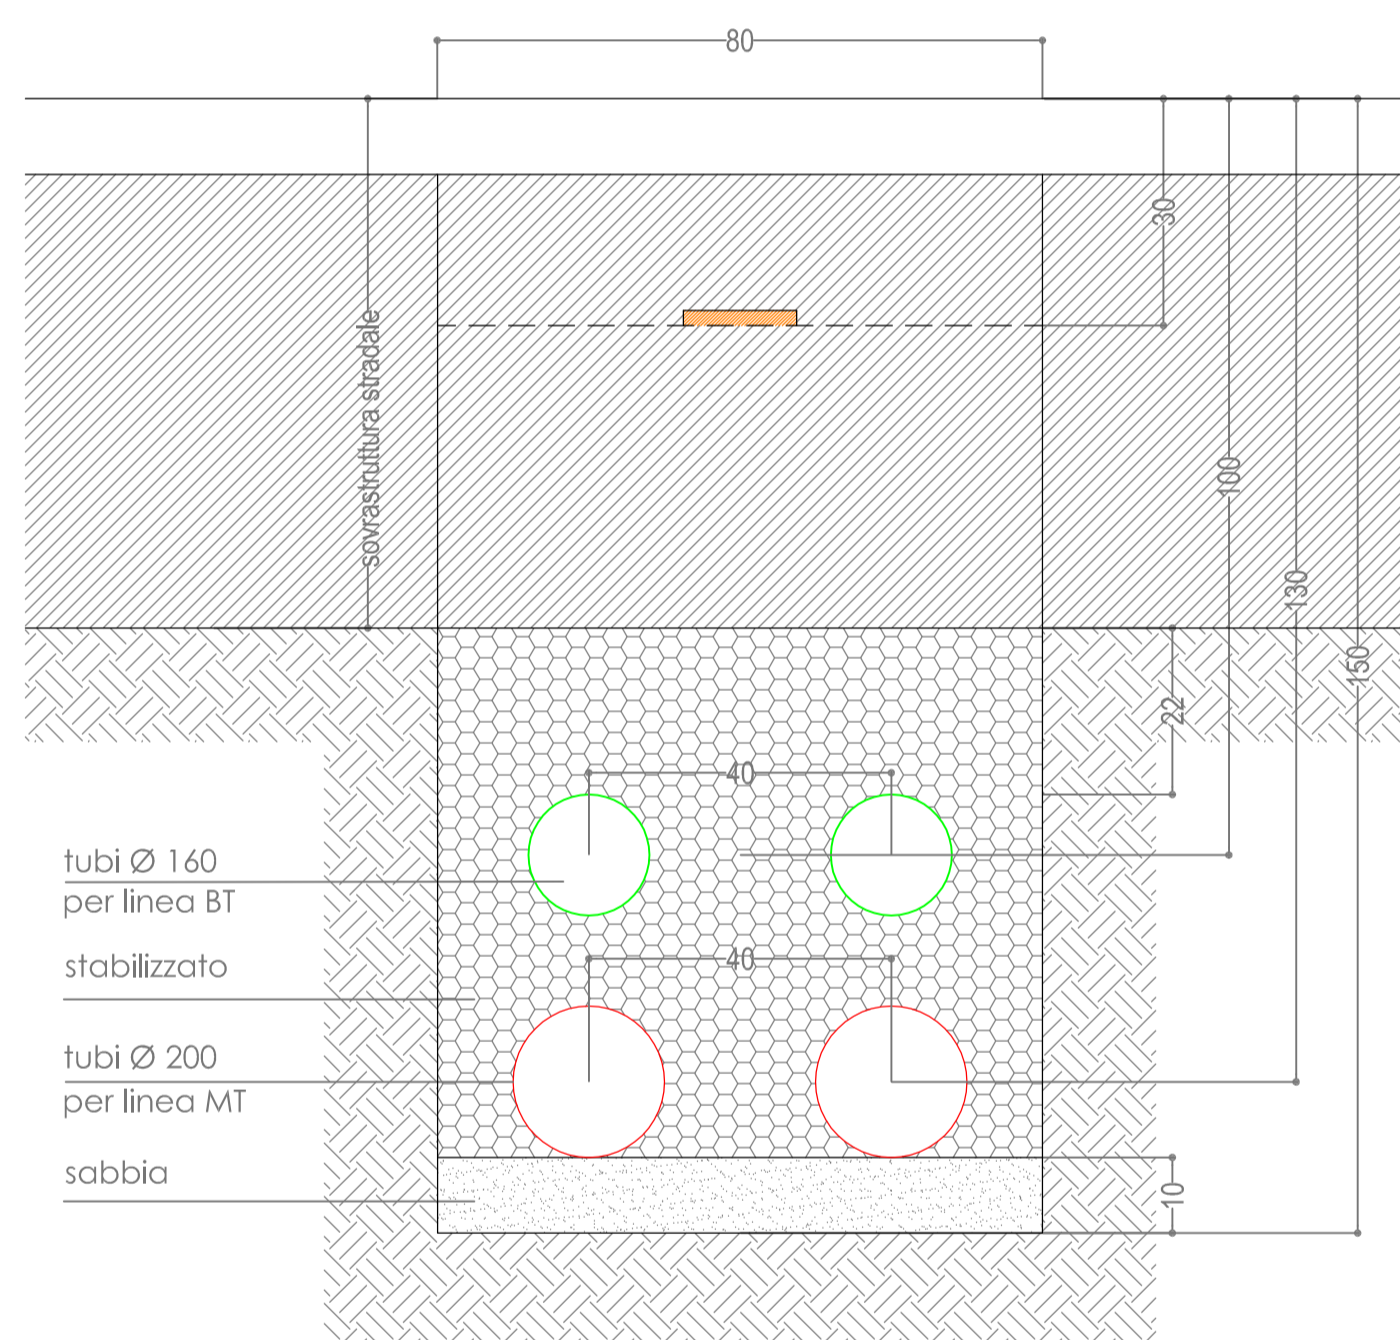 80
30
sovrastruttura stradale
100
130
150
22
40
tubi Ø 160
per linea BT
stabilizzato
40
tubi Ø 200
per linea MT
sabbia
10